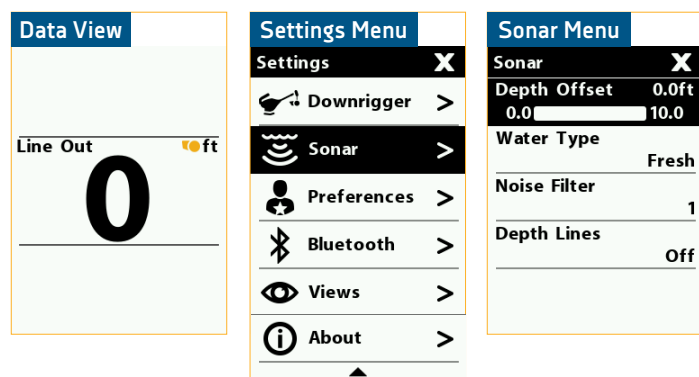 Data View
Line Out ft
0
Settings Menu
Settings X
Downrigger >
Sonar >
Preferences >
Bluetooth >
Views >
About >
Sonar Menu
Sonar X
Depth Offset 0.0ft
0.0 10.0
Water Type
Fresh
Noise Filter
1
Depth Lines
Off